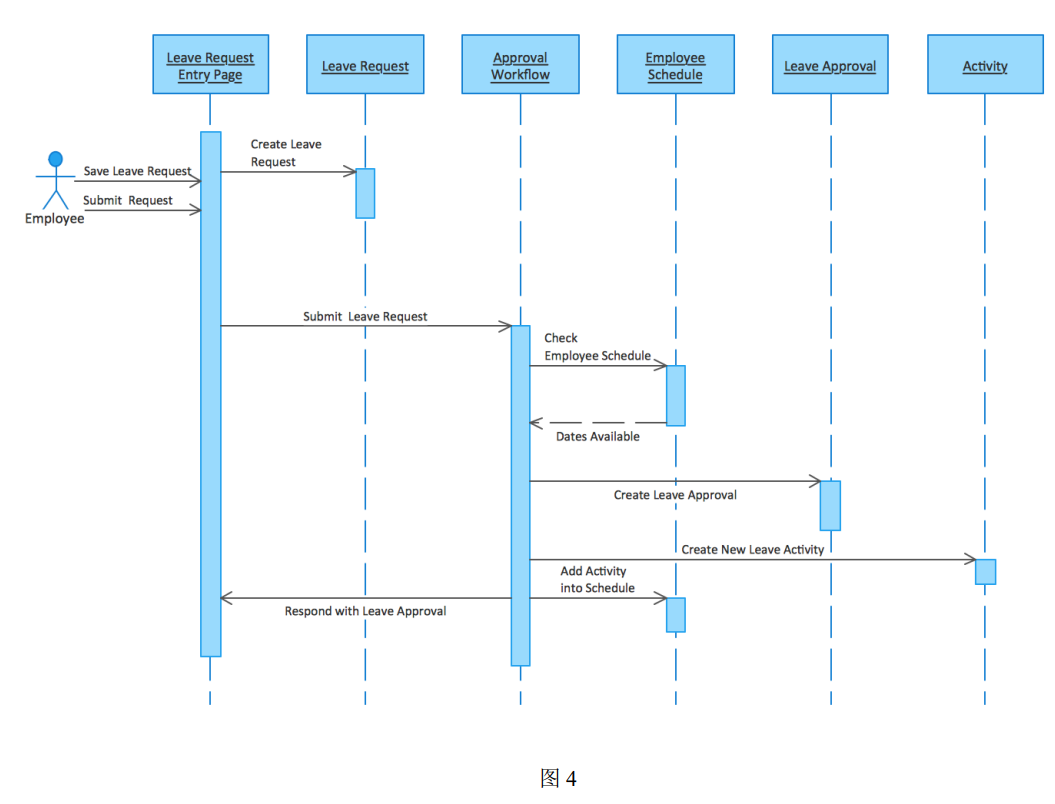 Leave Request
Entry Page
Leave Request
Approval
Workflow
Employee
Schedule
Leave Approval
Activity
Create Leave
Request
Save Leave Request
Submit Request
Employee
Submit Leave Request
Check
Employee Schedule
Dates Available
Create Leave Approval
Create New Leave Activity
Add Activity
into Schedule
Respond with Leave Approval
图 4